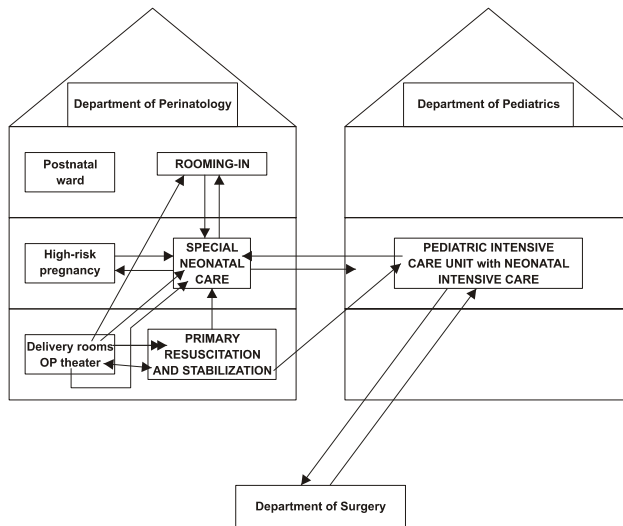 Department of Perinatology
Department of Pediatrics
Postnatal
ward
ROOMING-IN
High-risk
pregnancy
SPECIAL
NEONATAL
CARE
PEDIATRIC INTENSIVE
CARE UNIT with NEONATAL
INTENSIVE CARE
Delivery rooms
OP theater
PRIMARY
RESUSCITATION
AND STABILIZATION
Department of Surgery